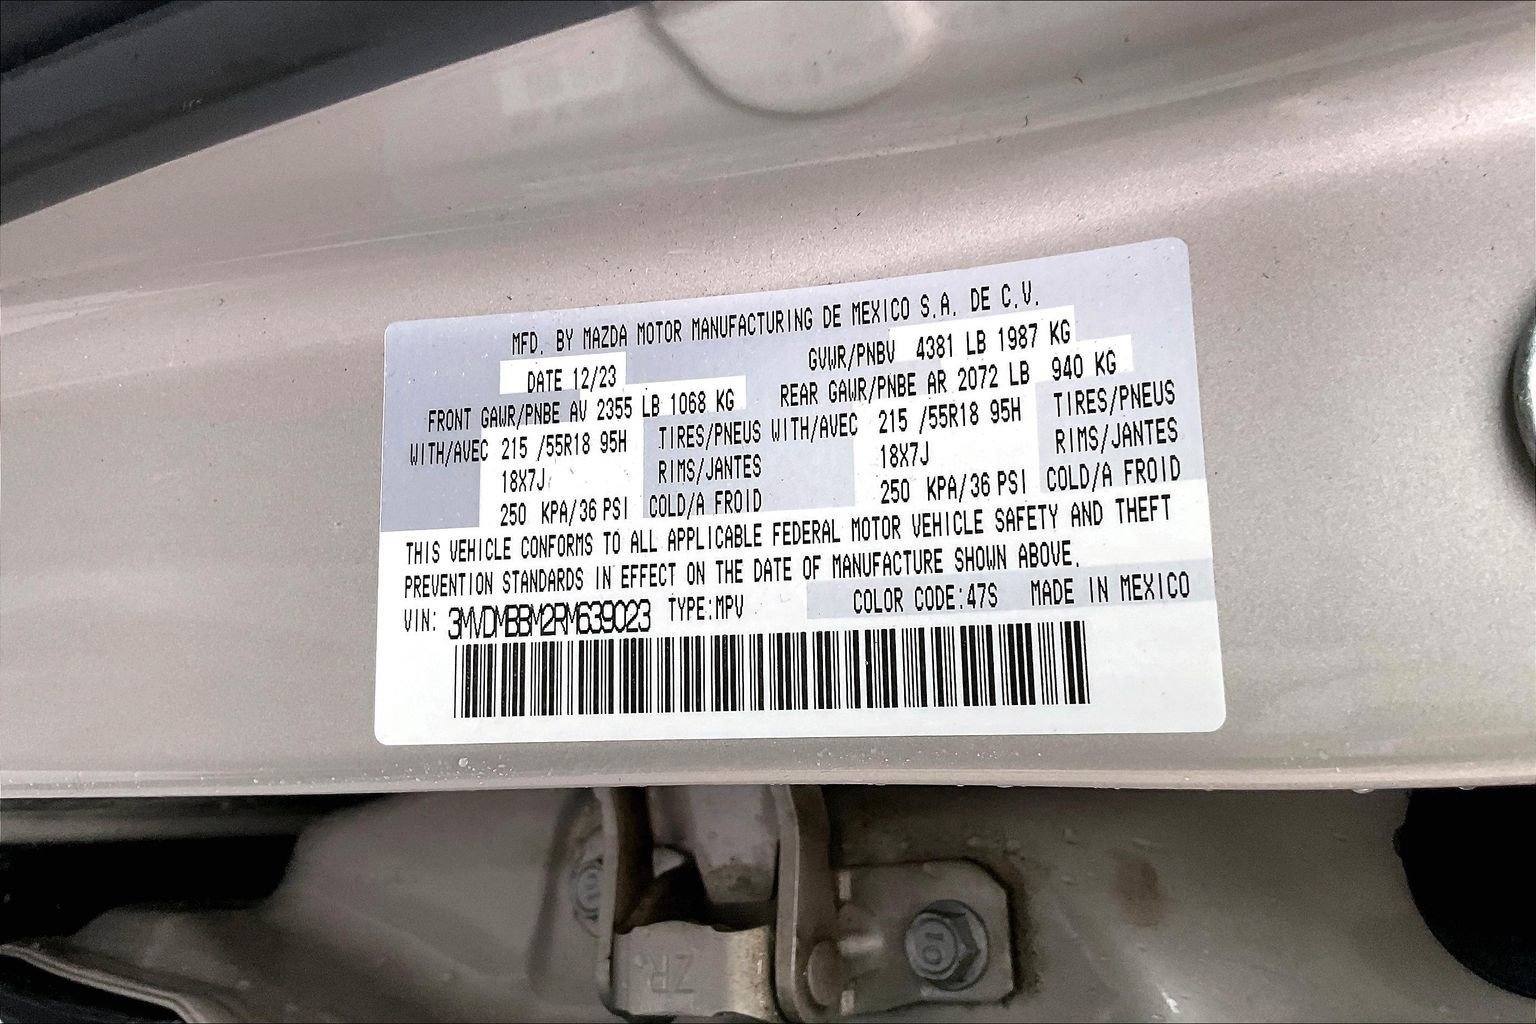 MFD. BY MAZDA MOTOR MANUFACTURING DE MEXICO S.A. DE C.V.
DATE 12/23 GVWR/PNBV 4381 LB 1987 KG
FRONT GAWR/PNBE AV 2355 LB 1068 KG REAR GAWR/PNBE AR 2072 LB 940 KG
WITH/AVEC 215 /55R18 95H TIRES/PNEUS WITH/AVEC 215 /55R18 95H TIRES/PNEUS
18X7J RIMS/JANTES 18X7J RIMS/JANTES
250 KPA/36 PSI COLD/A FROID 250 KPA/36 PSI COLD/A FROID
THIS VEHICLE CONFORMS TO ALL APPLICABLE FEDERAL MOTOR VEHICLE SAFETY AND THEFT
PREVENTION STANDARDS IN EFFECT ON THE DATE OF MANUFACTURE SHOWN ABOVE.
VIN: 3MVDMBBM2RM639023 TYPE:MPV COLOR CODE:47S MADE IN MEXICO
ZR.
10